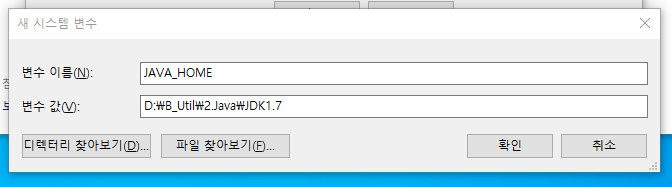 새 시스템 변수
변수 이름(N):
JAVA_HOME
변수 값(V):
D:₩B_Util₩2.Java₩JDK1.7
디렉터리 찾아보기(D)...
파일 찾아보기(F)...
확인
취소